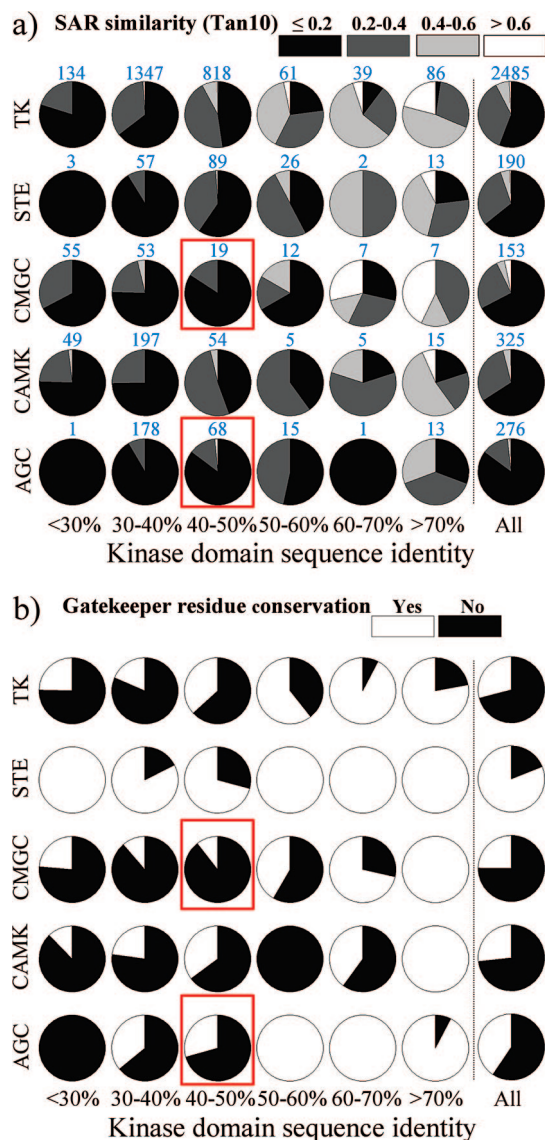 a) SAR similarity (Tan10) ≤ 0.2 0.2-0.4 0.4-0.6 > 0.6
TK 134 1347 818 61 39 86 2485
STE 3 57 89 26 2 13 190
CMGC 55 53 19 12 7 7 153
CAMK 49 197 54 5 5 15 325
AGC 1 178 68 15 1 13 276
<30% 30-40% 40-50% 50-60% 60-70% >70% All
Kinase domain sequence identity
b) Gatekeeper residue conservation Yes No
TK
STE
CMGC
CAMK
AGC
<30% 30-40% 40-50% 50-60% 60-70% >70% All
Kinase domain sequence identity